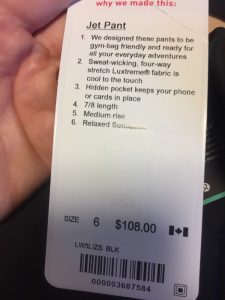 why we made this:
Jet Pant
1. We designed these pants to be
gym-bag friendly and ready for
all your everyday adventures
2. Sweat-wicking, four-way
stretch Luxtreme® fabric is
cool to the touch
3. Hidden pocket keeps your phone
or cards in place
4. 7/8 length
5. Medium rise
6. Relaxed
SIZE 6 $108.00
BLK
000003687584